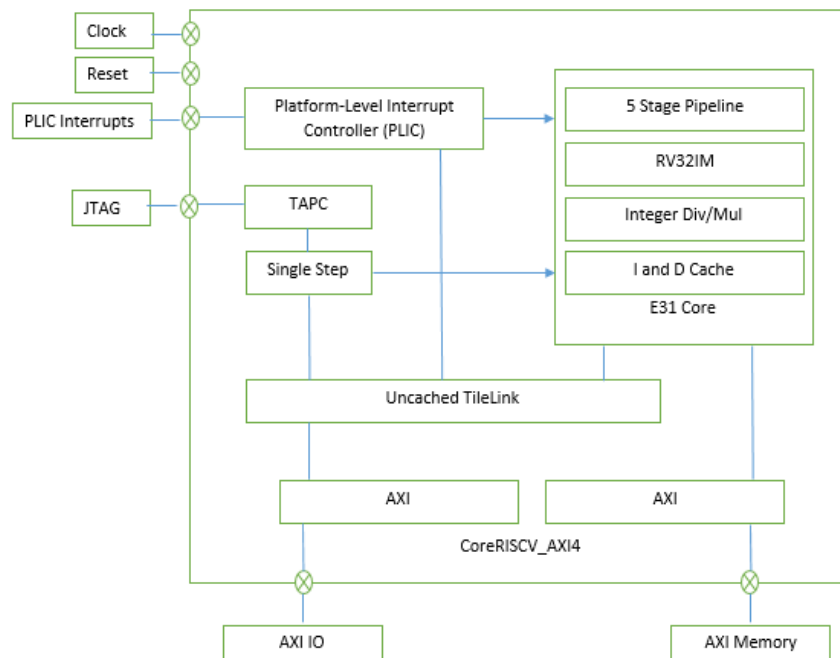 Clock
Reset
PLIC Interrupts
Platform-Level Interrupt
Controller (PLIC)
5 Stage Pipeline
RV32IM
Integer Div/Mul
I and D Cache
E31 Core
JTAG
TAPC
Single Step
Uncached TileLink
AXI
AXI
CoreRISCV_AXI4
AXI IO
AXI Memory